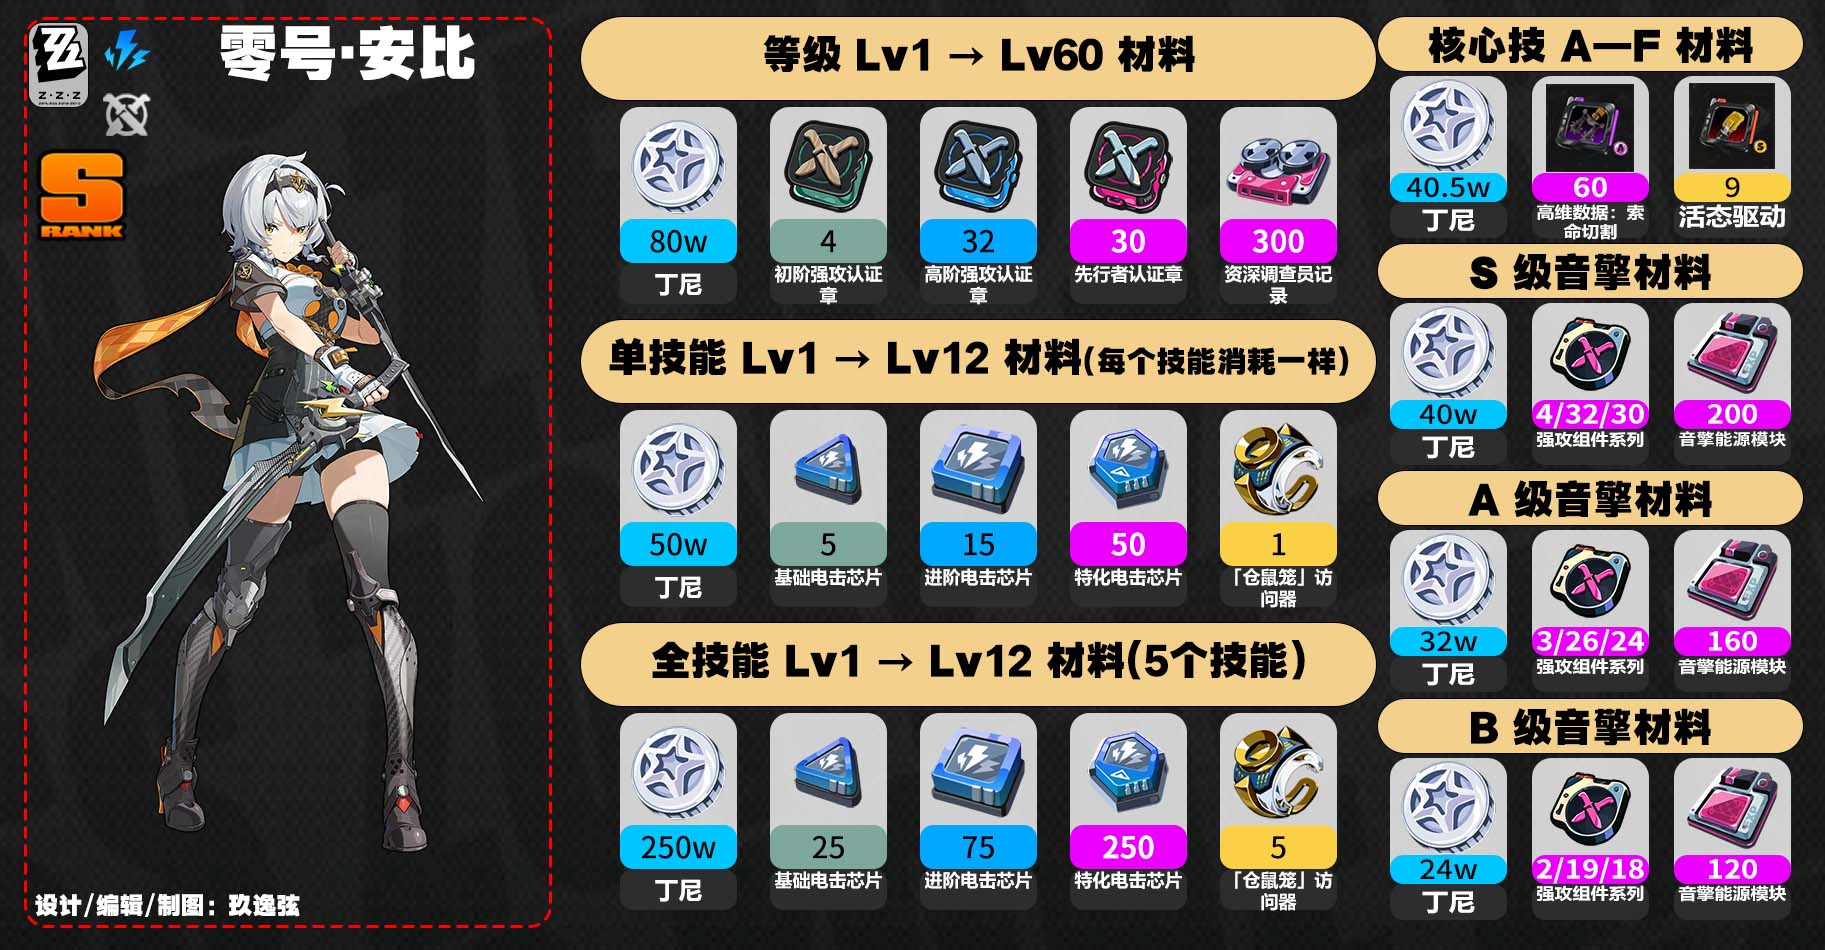 Z·Z·Z
零号·安比
S
RANK
设计/编辑/制图：玖逸弦
等级 Lv1 → Lv60 材料
80w
4
32
30
300
丁尼
初阶强攻认证
章
高阶强攻认证
章
先行者认证章
资深调查员记
录
单技能 Lv1 → Lv12 材料(每个技能消耗一样)
50w
5
15
50
1
丁尼
基础电击芯片
进阶电击芯片
特化电击芯片
「仓鼠笼」访
问器
全技能 Lv1 → Lv12 材料(5个技能)
250w
25
75
250
5
丁尼
基础电击芯片
进阶电击芯片
特化电击芯片
「仓鼠笼」访
问器
核心技 A—F 材料
40.5w
60
9
丁尼
高维数据：索
命切割
活态驱动
S 级音擎材料
40w
4/32/30
200
丁尼
强攻组件系列
音擎能源模块
A 级音擎材料
32w
3/26/24
160
丁尼
强攻组件系列
音擎能源模块
B 级音擎材料
24w
2/19/18
120
丁尼
强攻组件系列
音擎能源模块